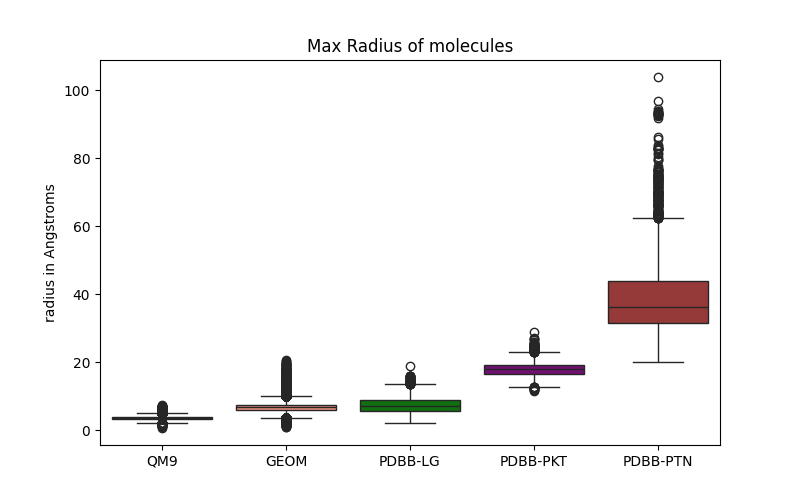 Max Radius of molecules
radius in Angstroms
100
80
60
40
20
0
QM9 GEOM PDBB-LG PDBB-PKT PDBB-PTN